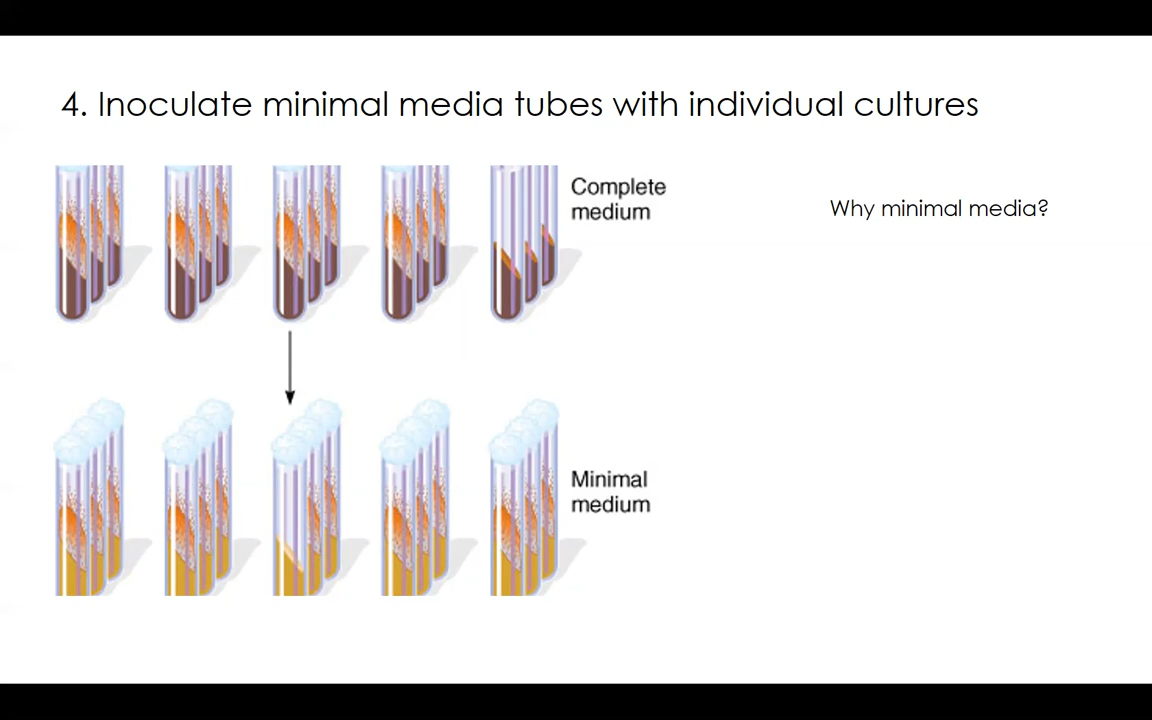 4. Inoculate minimal media tubes with individual cultures
Complete
medium
Why minimal media?
Minimal
medium